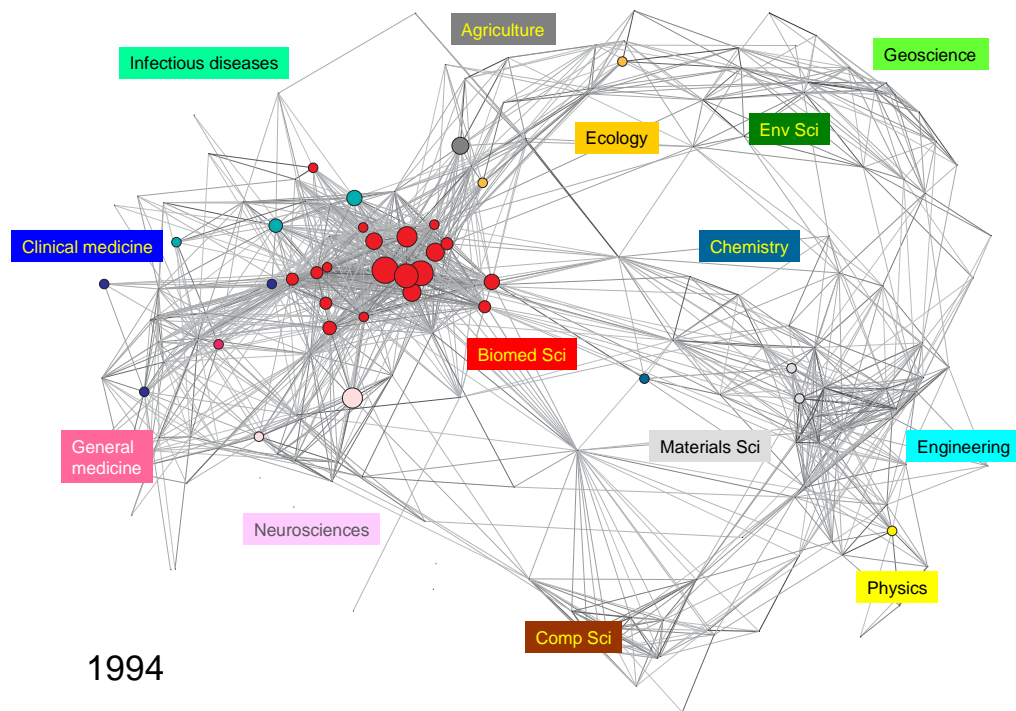 Agriculture
Geoscience
Infectious diseases
Ecology
Env Sci
Clinical medicine
Chemistry
Biomed Sci
General
medicine
Materials Sci
Engineering
Neurosciences
Physics
Comp Sci
1994